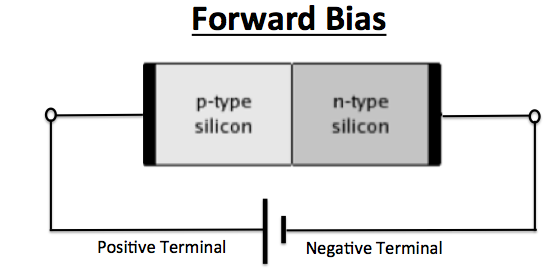 Forward Bias
p-type
silicon
n-type
silicon
Positive Terminal
Negative Terminal